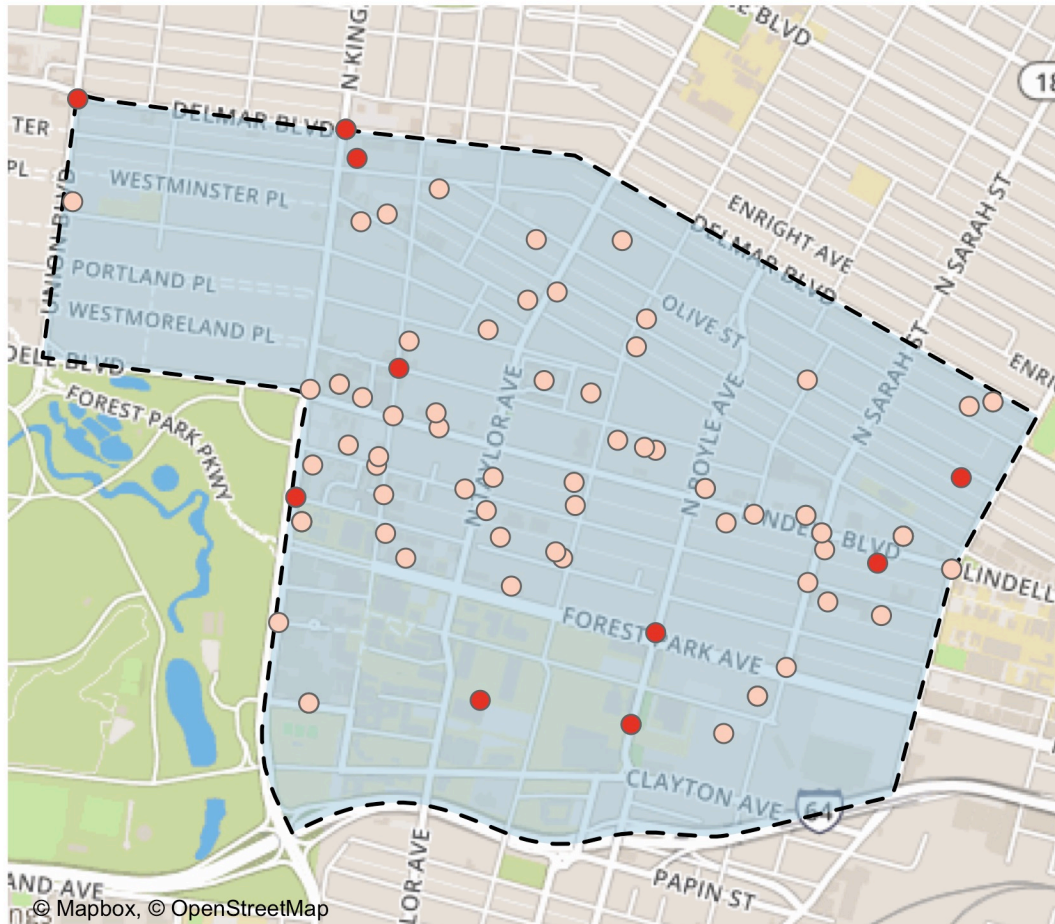 LE BLVD
N KING
18
DELMAR BLVD
TER
PL
WESTMINSTER PL
UNION BLVD
ENRIGHT AVE
DELMAR BLVD
N SARAH ST
PORTLAND PL
WESTMORELAND PL
OLIVE ST
DELL BLVD
ENRI
FOREST PARK PKWY
N TAYLOR AVE
N BOYLE AVE
N SARAH ST
LINDELL BLVD
LINDELL
FOREST PARK AVE
CLAYTON AVE
64
LOR AVE
PAPIN ST
AND AVE
© Mapbox, © OpenStreetMap